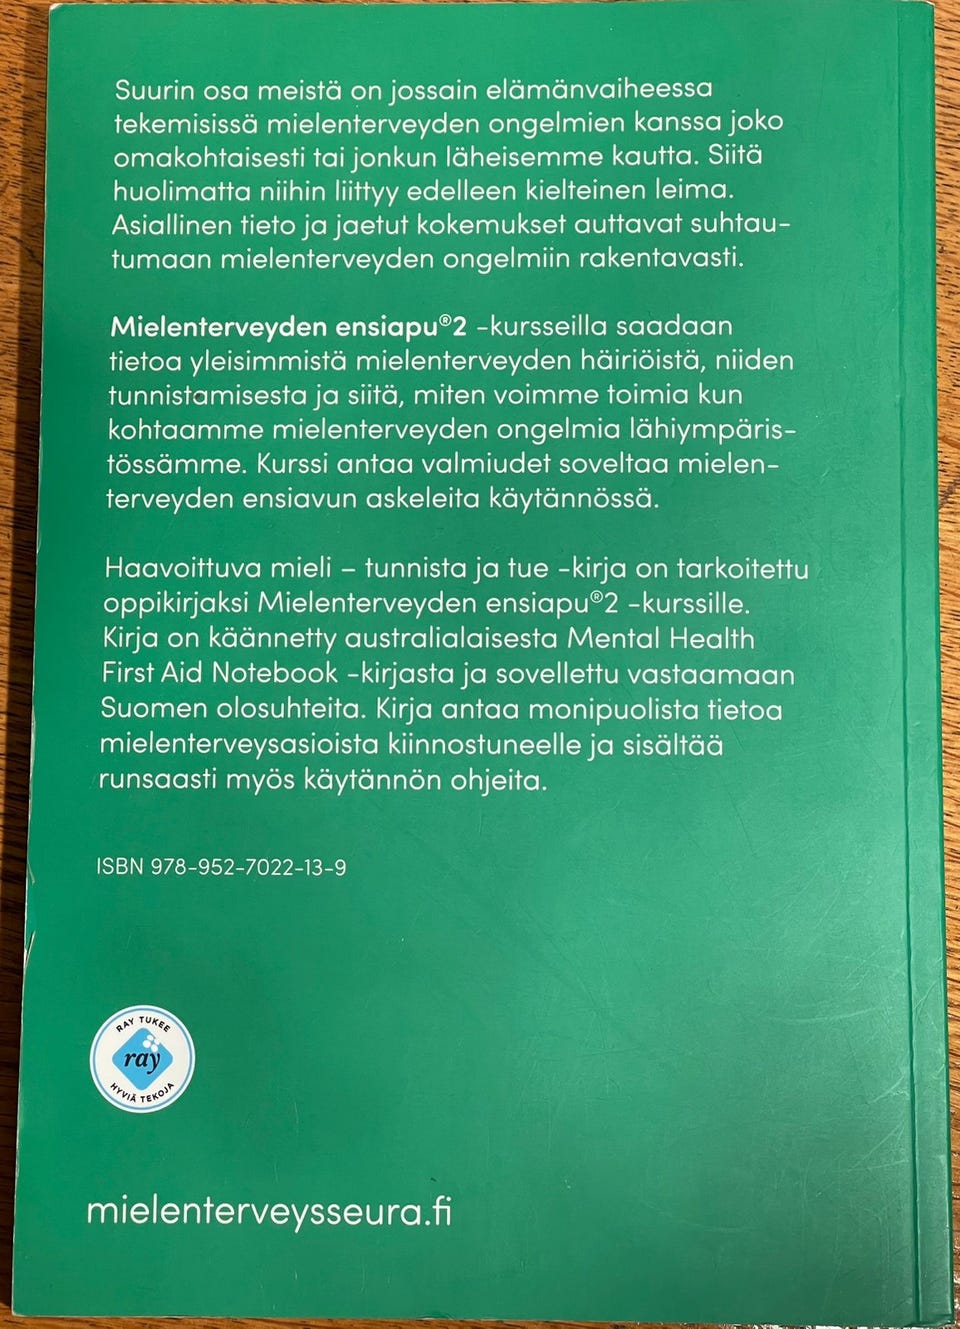 Suurin osa meistä on jossain elämänvaiheessa
tekemisissä mielenterveyden ongelmien kanssa joko
omakohtaisesti tai jonkun läheisemme kautta. Siitä
huolimatta niihin liittyy edelleen kielteinen leima.
Asiallinen tieto ja jaetut kokemukset auttavat suhtau-
tumaan mielenterveyden ongelmiin rakentavasti.
Mielenterveyden ensiapu®2 -kursseilla saadaan
tietoa yleisimmistä mielenterveyden häiriöistä, niiden
tunnistamisesta ja siitä, miten voimme toimia kun
kohtaamme mielenterveyden ongelmia lähiympäris-
tössämme. Kurssi antaa valmiudet soveltaa mielen-
terveyden ensiavun askeleita käytännössä.
Haavoittuva mieli – tunnista ja tue -kirja on tarkoitettu
oppikirjaksi Mielenterveyden ensiapu®2 -kurssille.
Kirja on käännetty australialaisesta Mental Health
First Aid Notebook -kirjasta ja sovellettu vastaamaan
Suomen olosuhteita. Kirja antaa monipuolista tietoa
mielenterveysasioista kiinnostuneelle ja sisältää
runsaasti myös käytännön ohjeita.
ISBN 978-952-7022-13-9
RAY TUKEE
ray
HYVIÄ TEKOJA
mielenterveysseura.fi